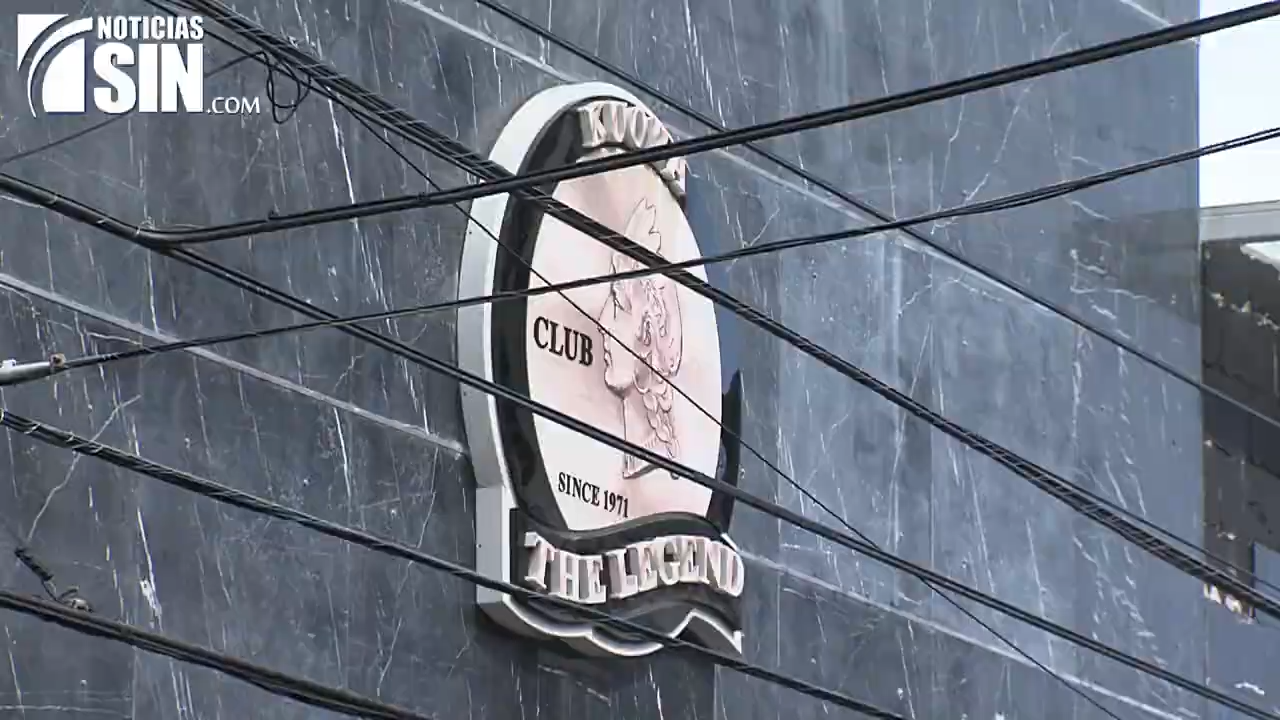 NOTICIAS
SIN.COM
CLUB
SINCE 1971
THE LEGEND